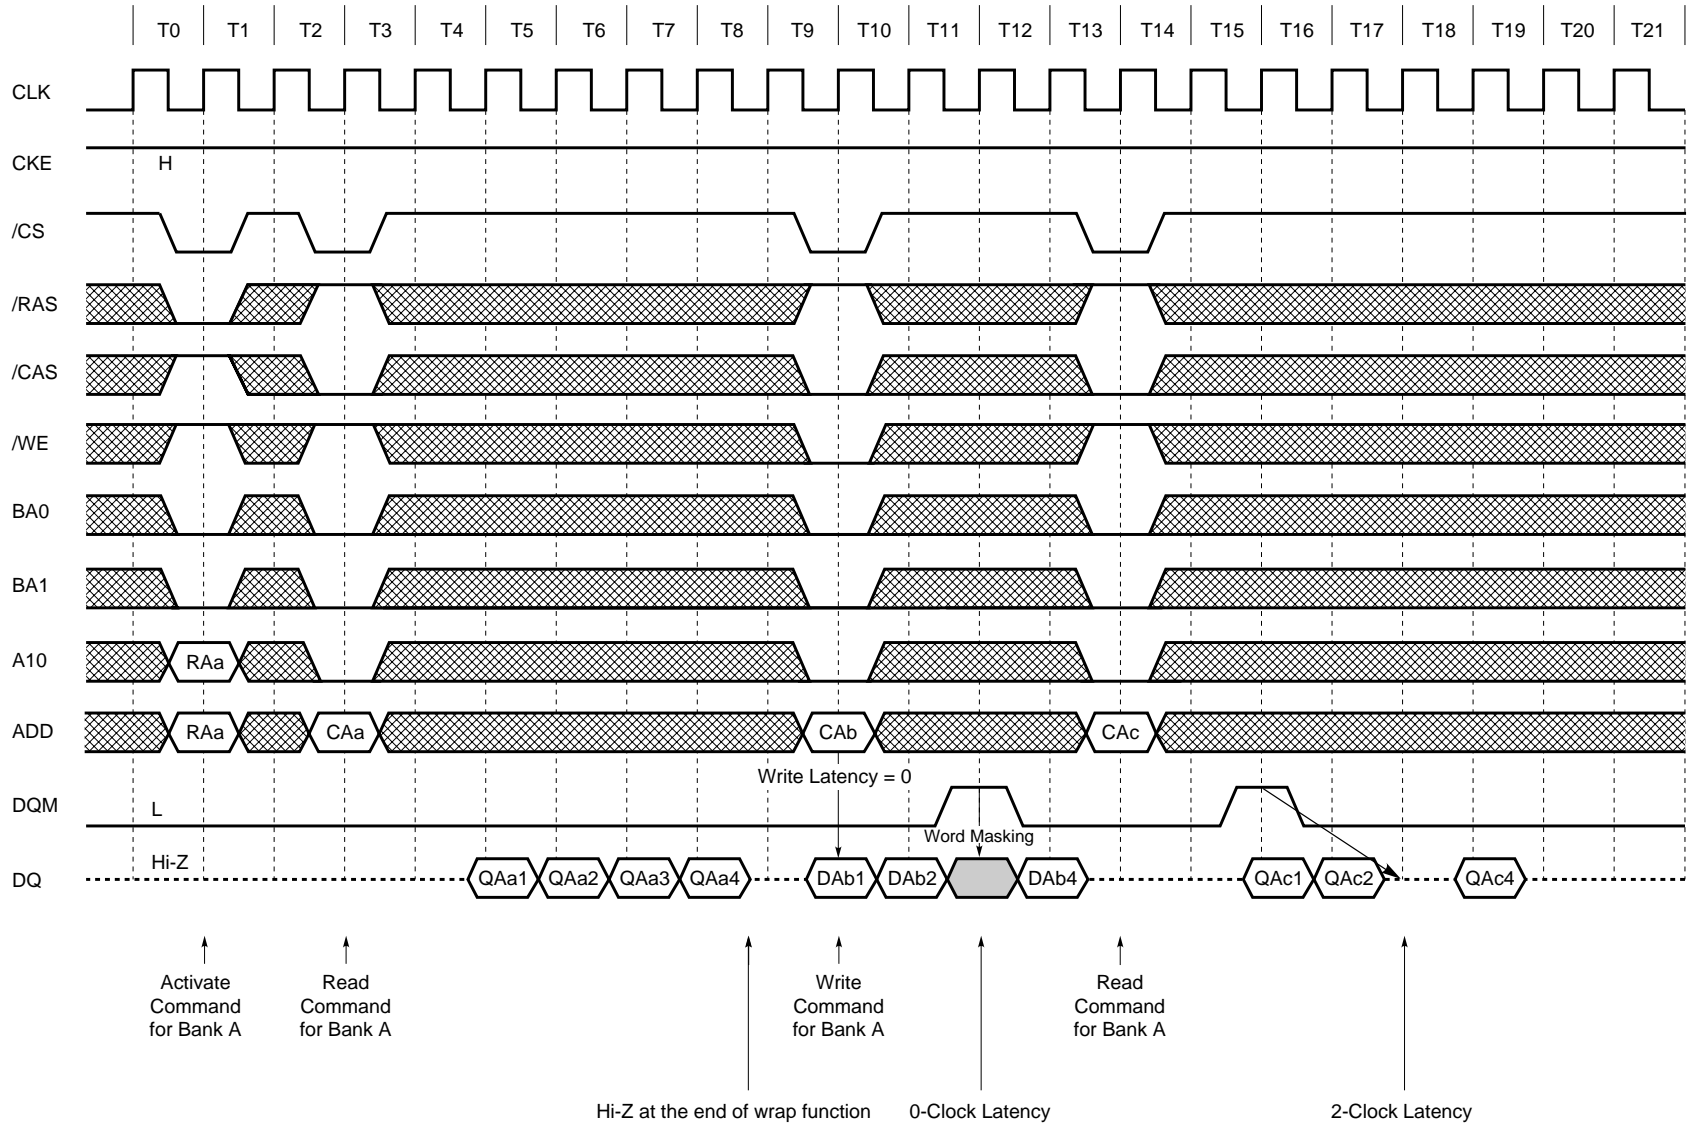 T0 T1 T2 T3 T4 T5 T6 T7 T8 T9 T10 T11 T12 T13 T14 T15 T16 T17 T18 T19 T20 T21
CLK
CKE H
/CS
/RAS
/CAS
/WE
BA0
BA1
A10 RAa
ADD RAa CAa CAb CAc
Write Latency = 0
DQM L
Word Masking
Hi-Z
DQ QAa1 QAa2 QAa3 QAa4 DAb1 DAb2 DAb4 QAc1 QAc2 QAc4
Activate
Command
for Bank A
Read
Command
for Bank A
Write
Command
for Bank A
Read
Command
for Bank A
Hi-Z at the end of wrap function
0-Clock Latency
2-Clock Latency